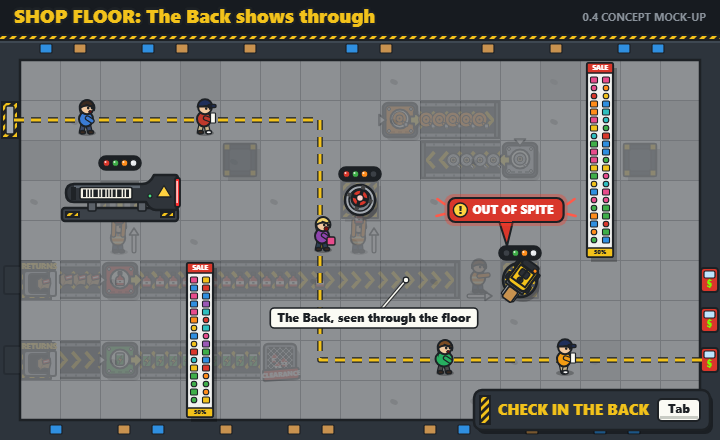 SHOP FLOOR: The Back shows through
0.4 CONCEPT MOCK-UP
SALE
! OUT OF SPITE
50%
RETURNS
SALE
$
The Back, seen through the floor
$
RETURNS
CLEARANCE
$
50%
CHECK IN THE BACK Tab